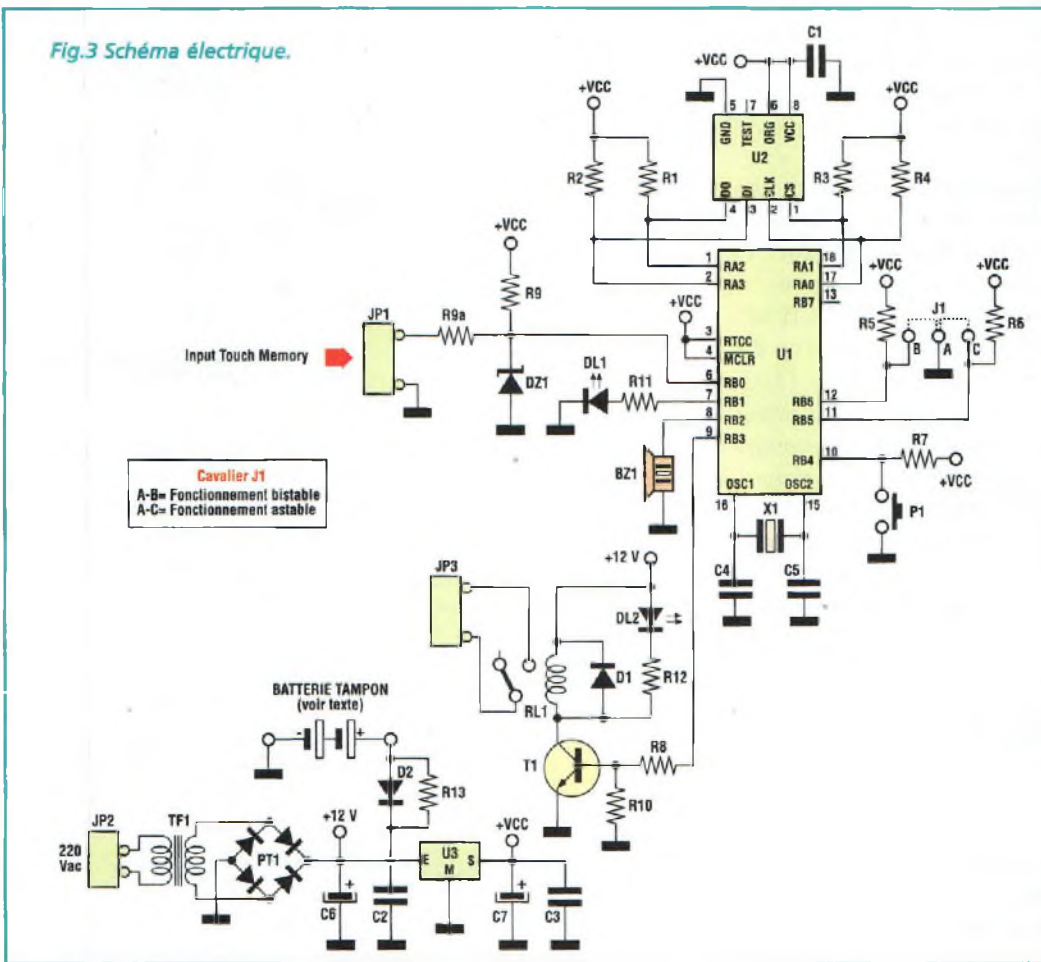 Fig.3 Schéma électrique.
C1
+VCC
+VCC
+VCC
5 7 6 8
GND TEST ORG VCC
U2
DO DI CLK CS
4 3 2 1
R2
R1
R3
R4
+VCC
R9
JP1
R9a
Input Touch Memory
DZ1
DL1
R11
+VCC
1 RA2
2 RA3
3 RTCC
4 MCLR
6 RB0
7 RB1
8 RB2
9 RB3
U1
RA1 18
RA0 17
RB7 13
RB6 12
RB5 11
RB4 10
OSC1 OSC2
16 15
+VCC
R5
J1
B A C
+VCC
R6
R7
+VCC
P1
BZ1
X1
C4
C5
Cavalier J1
A-B= Fonctionnement bistable
A-C= Fonctionnement astable
+12 V
JP3
DL2
D1
R12
RL1
T1
R8
R10
BATTERIE TAMPON
(voir texte)
- +
D2
R13
+12 V
+VCC
JP2
TF1
220
Vac
PT1
E U3 S
M
+
C6
C2
+
C7
C3